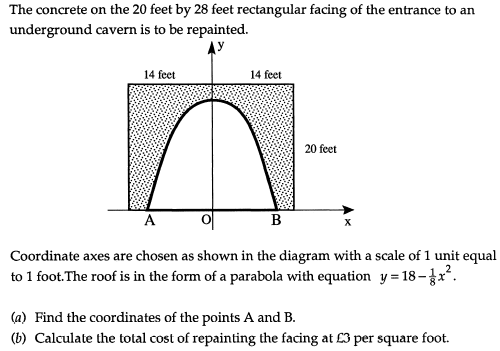 The concrete on the 20 feet by 28 feet rectangular facing of the entrance to an
underground cavern is to be repainted.
y
14 feet 14 feet
20 feet
A O B x
Coordinate axes are chosen as shown in the diagram with a scale of 1 unit equal
to 1 foot.The roof is in the form of a parabola with equation y = 18 – 1/8 x².
(a) Find the coordinates of the points A and B.
(b) Calculate the total cost of repainting the facing at £3 per square foot.